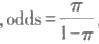 , odds = π / (1 − π),